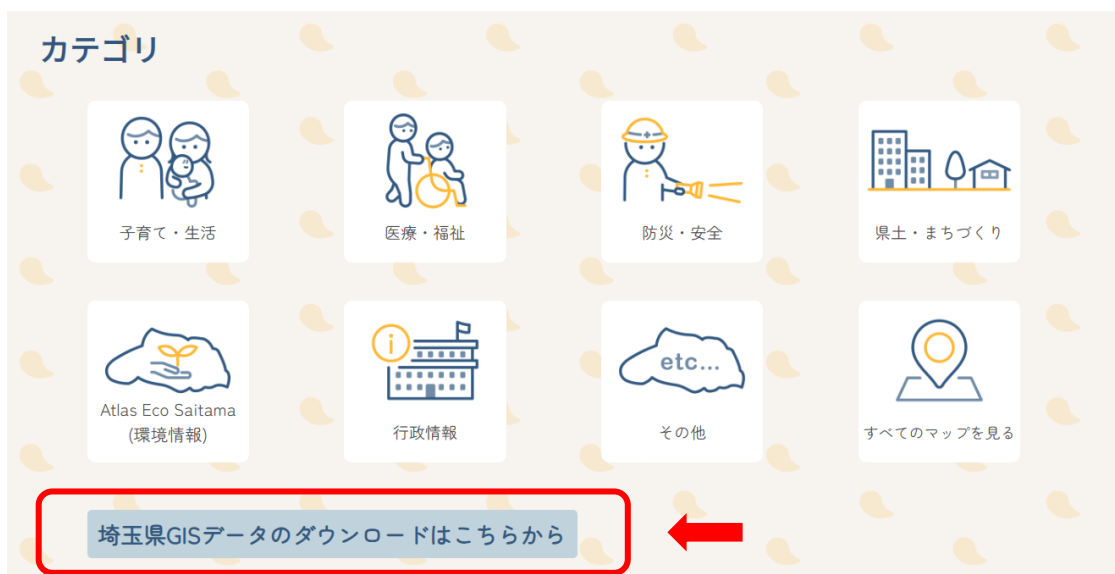 カテゴリ
子育て・生活
医療・福祉
防災・安全
県土・まちづくり
Atlas Eco Saitama
(環境情報)
i
行政情報
etc...
その他
すべてのマップを見る
埼玉県GISデータのダウンロードはこちらから